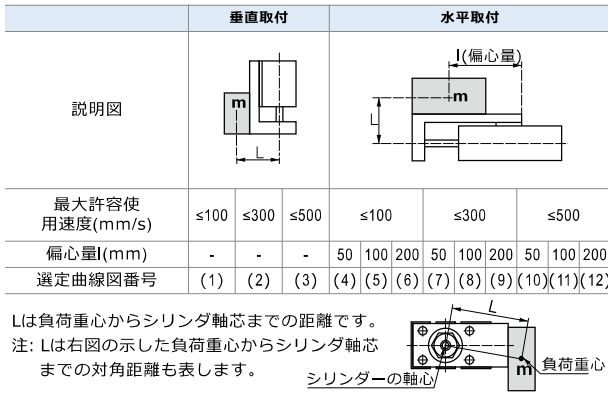 垂直取付 水平取付
説明図
m
L
l(偏心量)
m
L
最大許容使
用速度(mm/s)
≤100 ≤300 ≤500 ≤100 ≤300 ≤500
偏心量l(mm) - - - 50 100 200 50 100 200 50 100 200
選定曲線図番号 (1) (2) (3) (4) (5) (6) (7) (8) (9) (10) (11) (12)
Lは負荷重心からシリンダ軸芯までの距離です。
注: Lは右図の示した負荷重心からシリンダ軸芯
までの対角距離も表します。
L
m
負荷重心
シリンダーの軸心